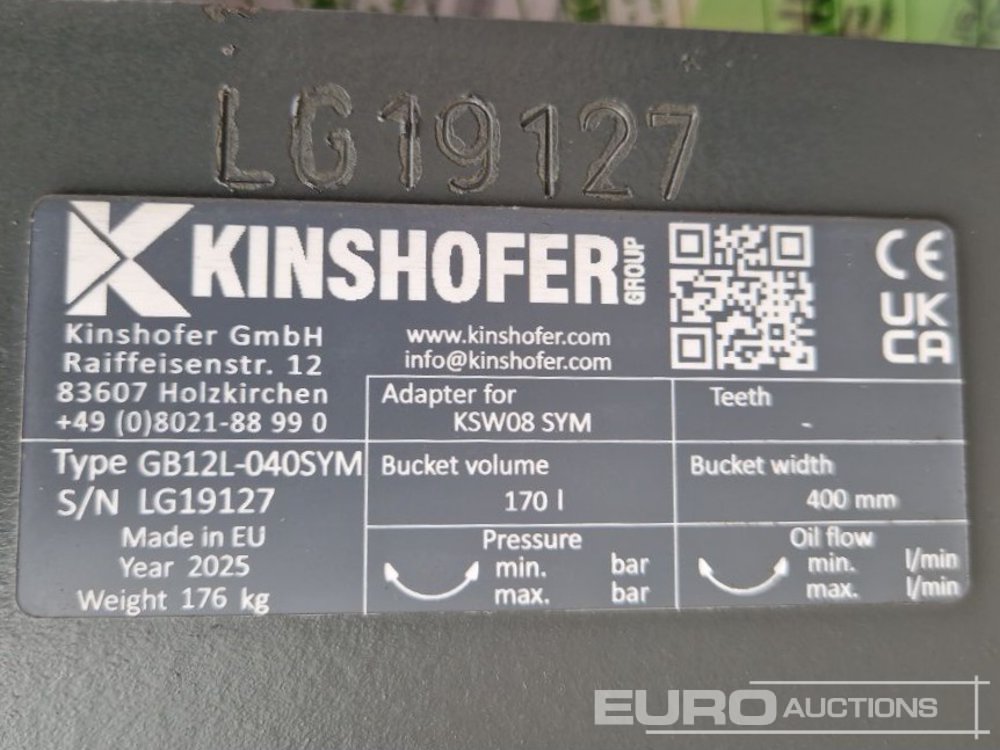 LG19127
KINSHOFER GROUP
Kinshofer GmbH
Raiffeisenstr. 12
83607 Holzkirchen
+49 (0)8021-88 99 0
www.kinshofer.com
info@kinshofer.com
CE
UK
CA
Adapter for
KSW08 SYM
Teeth
-
Type GB12L-040SYM
S/N LG19127
Made in EU
Year 2025
Weight 176 kg
Bucket volume
170 l
Bucket width
400 mm
Pressure
min. bar
max. bar
Oil flow
min. l/min
max. l/min
EURO AUCTIONS